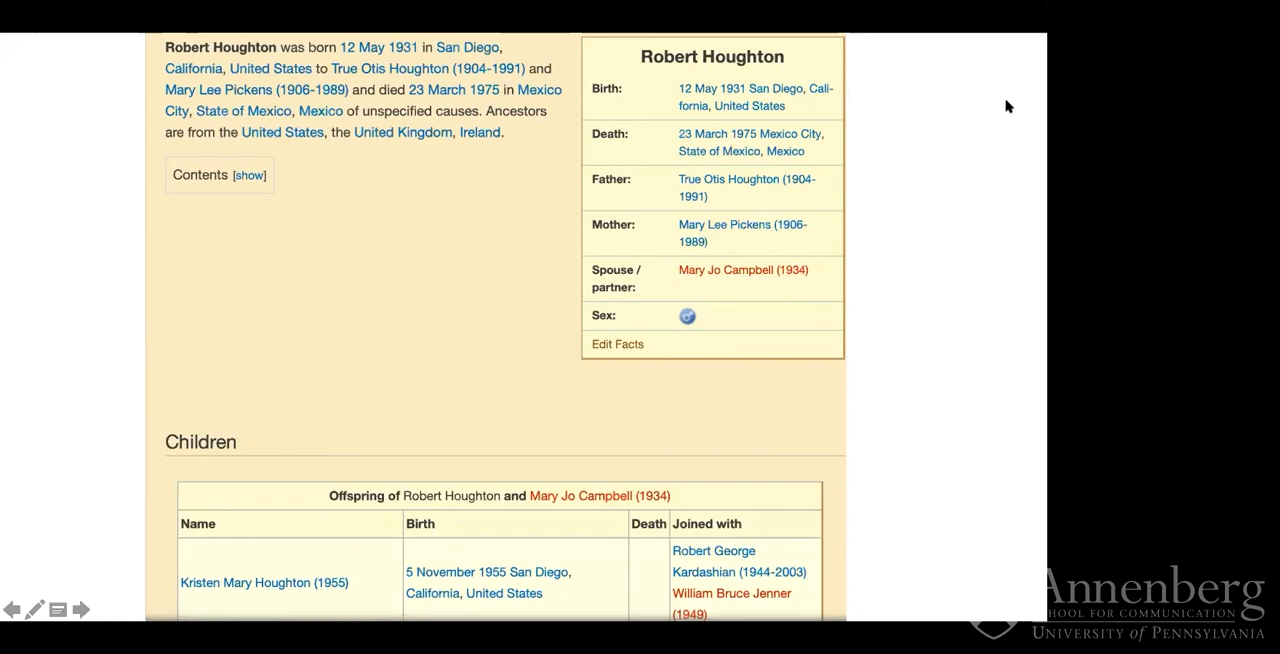 Robert Houghton was born 12 May 1931 in San Diego,
California, United States to True Otis Houghton (1904-1991) and
Mary Lee Pickens (1906-1989) and died 23 March 1975 in Mexico
City, State of Mexico, Mexico of unspecified causes. Ancestors
are from the United States, the United Kingdom, Ireland.
Contents [show]
Robert Houghton
Birth: 12 May 1931 San Diego, Cali-
fornia, United States
Death: 23 March 1975 Mexico City,
State of Mexico, Mexico
Father: True Otis Houghton (1904-
1991)
Mother: Mary Lee Pickens (1906-
1989)
Spouse / Mary Jo Campbell (1934)
partner:
Sex:
Edit Facts
Children
Offspring of Robert Houghton and Mary Jo Campbell (1934)
Name Birth Death Joined with
Kristen Mary Houghton (1955)
5 November 1955 San Diego,
California, United States
Robert George
Kardashian (1944-2003)
William Bruce Jenner
(1949)
Annenberg
SCHOOL FOR COMMUNICATION
UNIVERSITY of PENNSYLVANIA